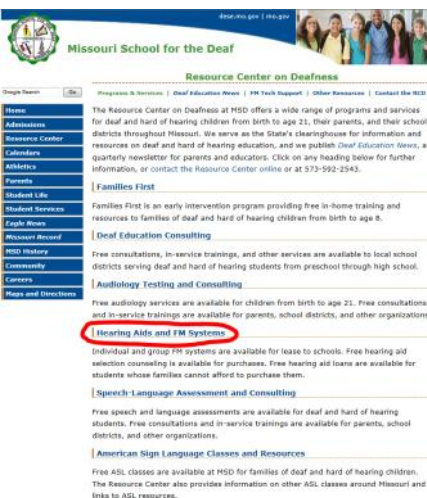 dese.mo.gov | mo.gov
Missouri School for the Deaf
Resource Center on Deafness
Google Search Go
Programs & Services | Deaf Education News | FM Tech Support | Other Resources | Contact the RCD
Home
Admissions
Resource Center
Calendars
Athletics
Parents
Student Life
Student Services
Eagle News
Missouri Record
MSD History
Community
Careers
Maps and Directions
The Resource Center on Deafness at MSD offers a wide range of programs and services
for deaf and hard of hearing children from birth to age 21, their parents, and their school
districts throughout Missouri. We serve as the State's clearinghouse for information and
resources on deaf and hard of hearing education, and we publish Deaf Education News, a
quarterly newsletter for parents and educators. Click on any heading below for further
information, or contact the Resource Center online or at 573-592-2543.
Families First
Families First is an early intervention program providing free in-home training and
resources to families of deaf and hard of hearing children from birth to age 8.
Deaf Education Consulting
Free consultations, in-service trainings, and other services are available to local school
districts serving deaf and hard of hearing students from preschool through high school.
Audiology Testing and Consulting
Free audiology services are available for children from birth to age 21. Free consultations
and in-service trainings are available for parents, school districts, and other organizations
Hearing Aids and FM Systems
Individual and group FM systems are available for lease to schools. Free hearing aid
selection counseling is available for purchases. Free hearing aid loans are available for
students whose families cannot afford to purchase them.
Speech-Language Assessment and Consulting
Free speech and language assessments are available for deaf and hard of hearing
students. Free consultations and in-service trainings are available for parents, school
districts, and other organizations.
American Sign Language Classes and Resources
Free ASL classes are available at MSD for families of deaf and hard of hearing children.
The Resource Center also provides information on other ASL classes around Missouri and
links to ASL resources.